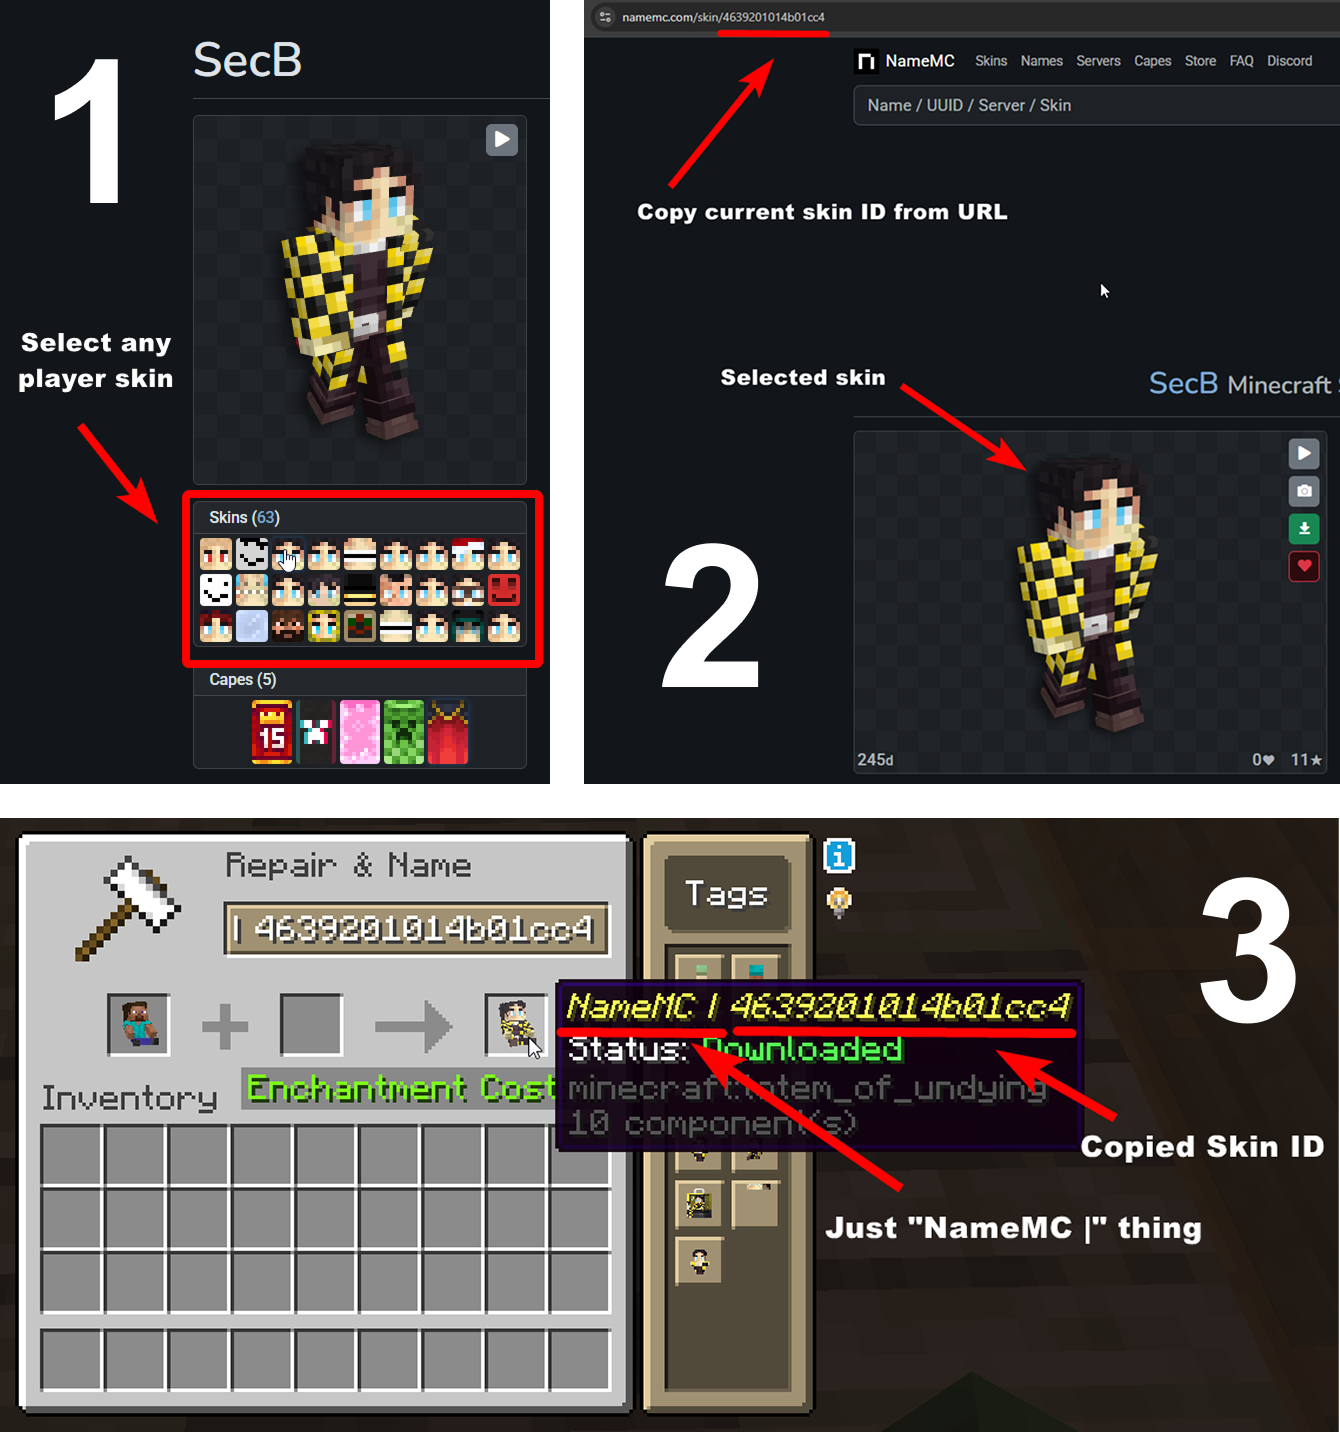 1
SecB
Select any
player skin
Skins (63)
Capes (5)
15
namemc.com/skin/4639201014b01cc4
NameMC Skins Names Servers Capes Store FAQ Discord
Name / UUID / Server / Skin
Copy current skin ID from URL
Selected skin
SecB Minecraft
2
245d
0♥ 11★
3
Repair & Name
| 4639201014b01cc4
Tags
i
NameMC | 4639201014b01cc4
Status: Downloaded
minecraft:totem_of_undying
10 component(s)
Enchantment Cost
Inventory
Copied Skin ID
Just "NameMC |" thing